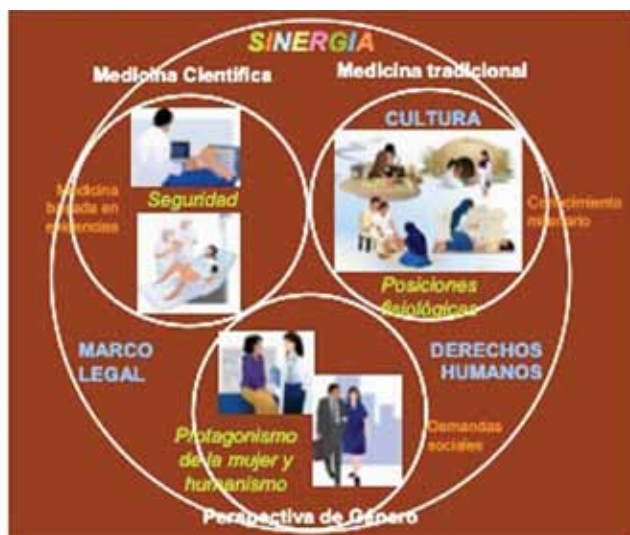 SINERGIA
Medicina Científica
Medicina tradicional
CULTURA
Seguridad
Medicina
basada en
evidencias
Conocimiento
milenario
Posiciones
fisiológicas
MARCO
LEGAL
DERECHOS
HUMANOS
Protagonismo
de la mujer y
humanismo
Demandas
sociales
Perspectiva de Género